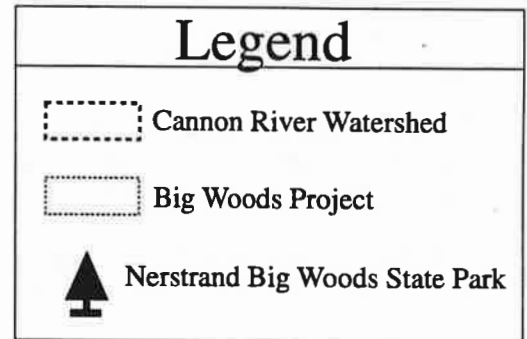 Legend
Cannon River Watershed
Big Woods Project
Nerstrand Big Woods State Park